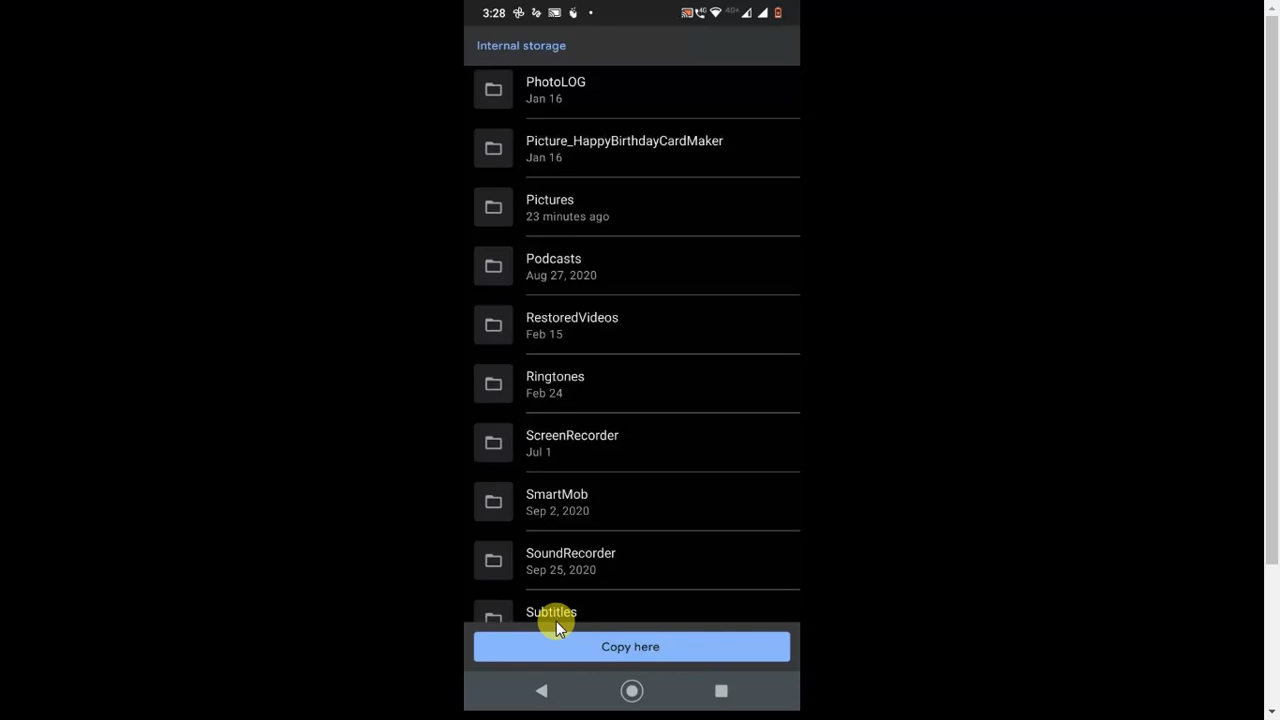 3:28
4G
4G+
Internal storage
PhotoLOG
Jan 16
Picture_HappyBirthdayCardMaker
Jan 16
Pictures
23 minutes ago
Podcasts
Aug 27, 2020
RestoredVideos
Feb 15
Ringtones
Feb 24
ScreenRecorder
Jul 1
SmartMob
Sep 2, 2020
SoundRecorder
Sep 25, 2020
Subtitles
Copy here